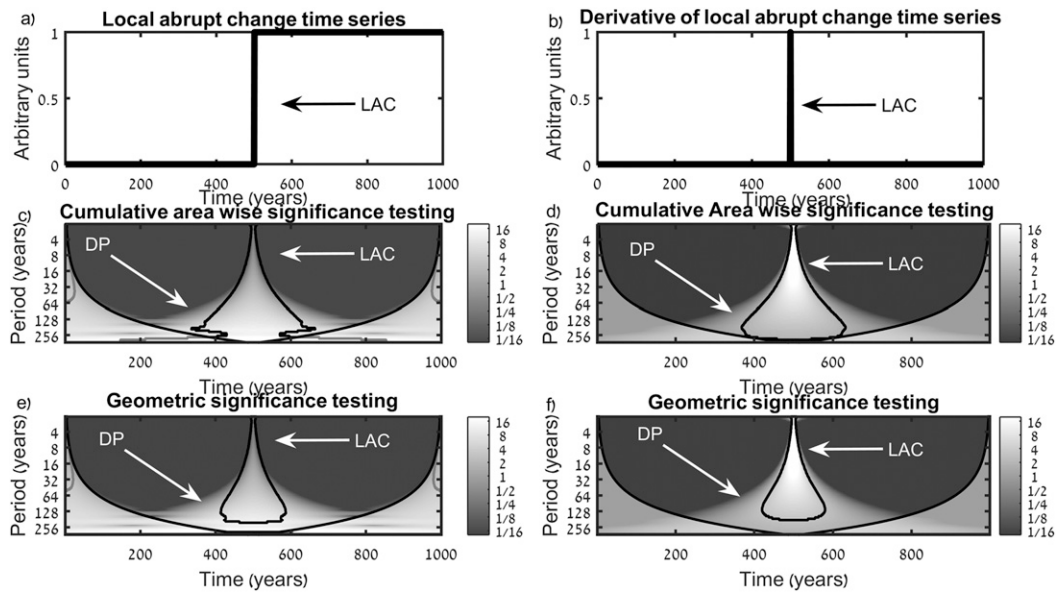 a)
Local abrupt change time series
Arbitrary units
1
0.5
0
LAC
0 200 400 600 800 1000
Time (years)
b)
Derivative of local abrupt change time series
Arbitrary units
1
0.5
0
LAC
0 200 400 600 800 1000
Time (years)
c)
Cumulative area wise significance testing
Period (years)
4
8
16
32
64
128
256
DP
LAC
16
8
4
2
1
1/2
1/4
1/8
1/16
200 400 600 800 1000
Time (years)
d)
Cumulative Area wise significance testing
Period (years)
4
8
16
32
64
128
256
DP
LAC
16
8
4
2
1
1/2
1/4
1/8
1/16
200 400 600 800
Time (years)
e)
Geometric significance testing
Period (years)
4
8
16
32
64
128
256
DP
LAC
16
8
4
2
1
1/2
1/4
1/8
1/16
200 400 600 800 1000
Time (years)
f)
Geometric significance testing
Period (years)
4
8
16
32
64
128
256
DP
LAC
16
8
4
2
1
1/2
1/4
1/8
1/16
200 400 600 800
Time (years)